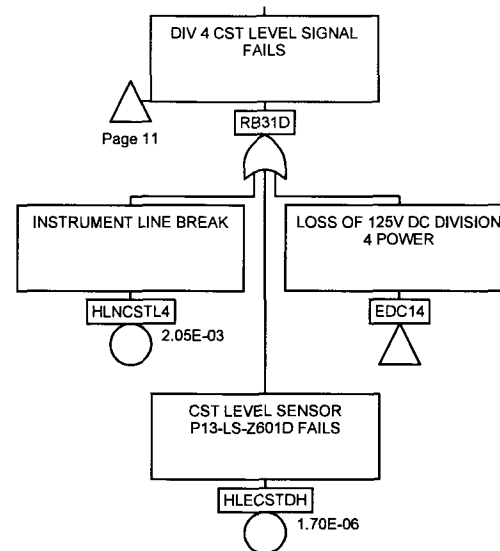 DIV 4 CST LEVEL SIGNAL
FAILS
Page 11
RB31D
INSTRUMENT LINE BREAK
HLNCSTL4
2.05E-03
LOSS OF 125V DC DIVISION
4 POWER
EDC14
CST LEVEL SENSOR
P13-LS-Z601D FAILS
HLECSTDH
1.70E-06